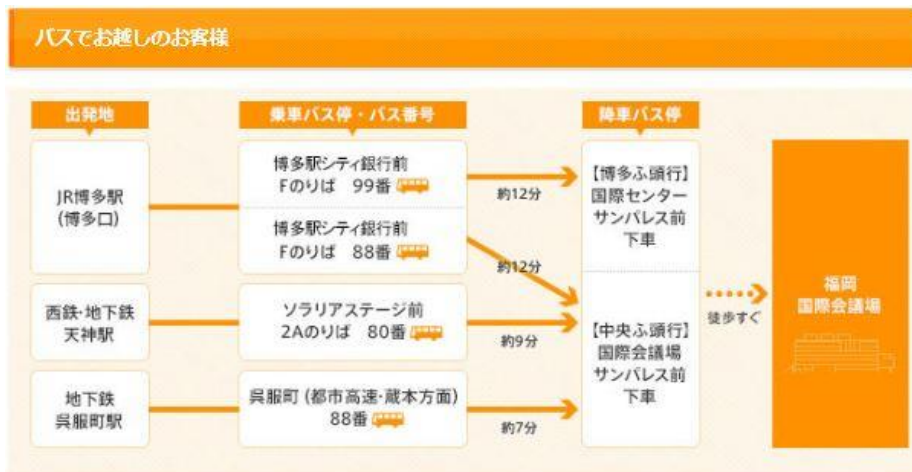 バスでお越しのお客様
出発地
乗車バス停・バス番号
降車バス停
JR博多駅
(博多口)
博多駅シティ銀行前
Fのりば 99番
博多駅シティ銀行前
Fのりば 88番
約12分
約12分
【博多ふ頭行】
国際センター
サンパレス前
下車
西鉄・地下鉄
天神駅
ソラリアステージ前
2Aのりば 80番
約9分
【中央ふ頭行】
国際会議場
サンパレス前
下車
地下鉄
呉服町駅
呉服町(都市高速・蔵本方面)
88番
約7分
徒歩すぐ
福岡
国際会議場